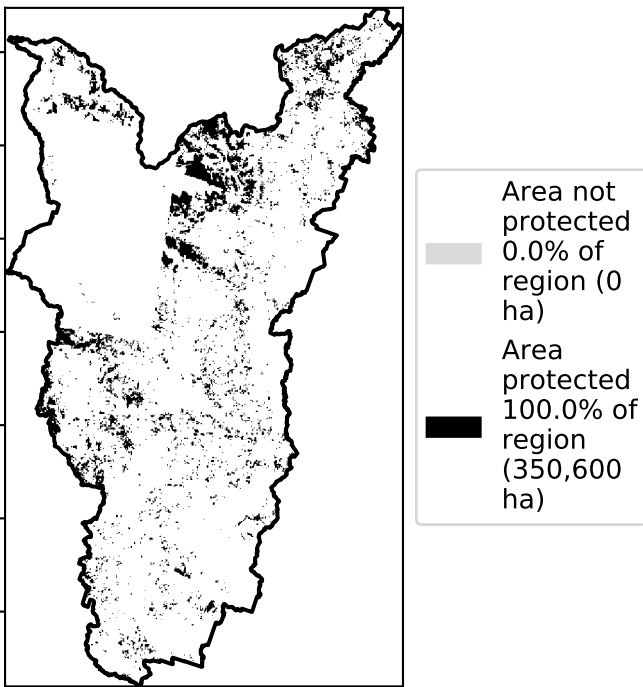 Area not
protected
0.0% of
region (0
ha)
Area
protected
100.0% of
region
(350,600
ha)